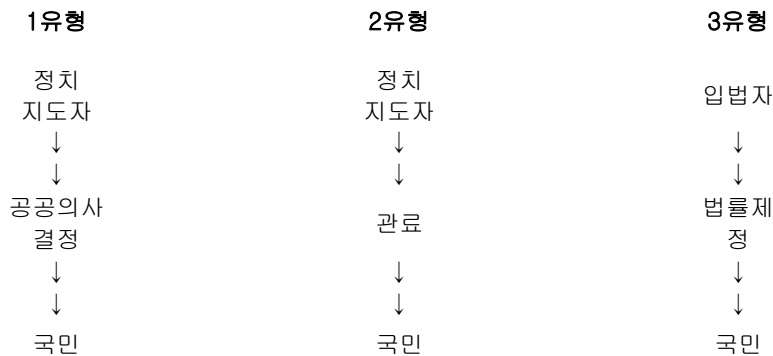 1유형 2유형 3유형
정치 정치 입법자
지도자 지도자
↓ ↓ ↓
↓ ↓ ↓
공공의사 관료 법률제
결정 정
↓ ↓ ↓
↓ ↓ ↓
국민 국민 국민